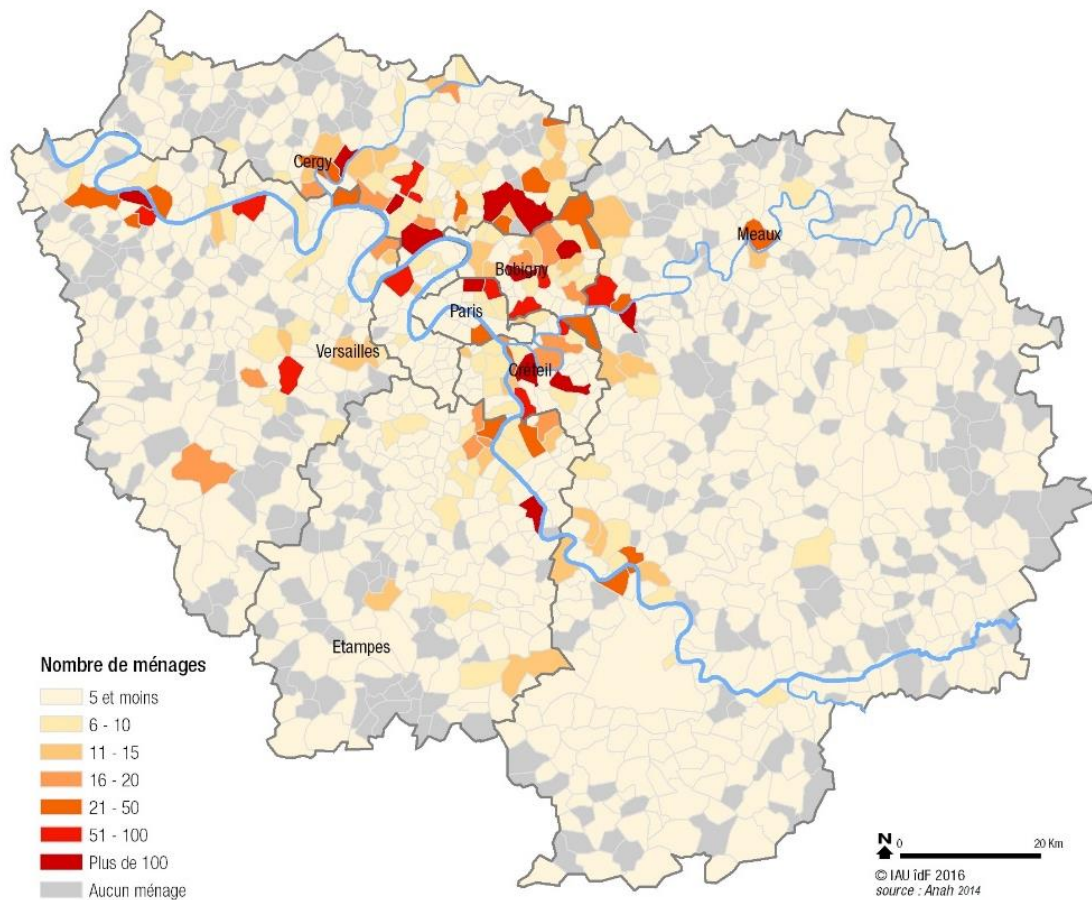 Cergy
Meaux
Bobigny
Paris
Versailles
Créteil
Etampes
Nombre de ménages
5 et moins
6 - 10
11 - 15
16 - 20
21 - 50
51 - 100
Plus de 100
Aucun ménage
N 0 20 Km
© IAU îdF 2016
source : Anah 2014